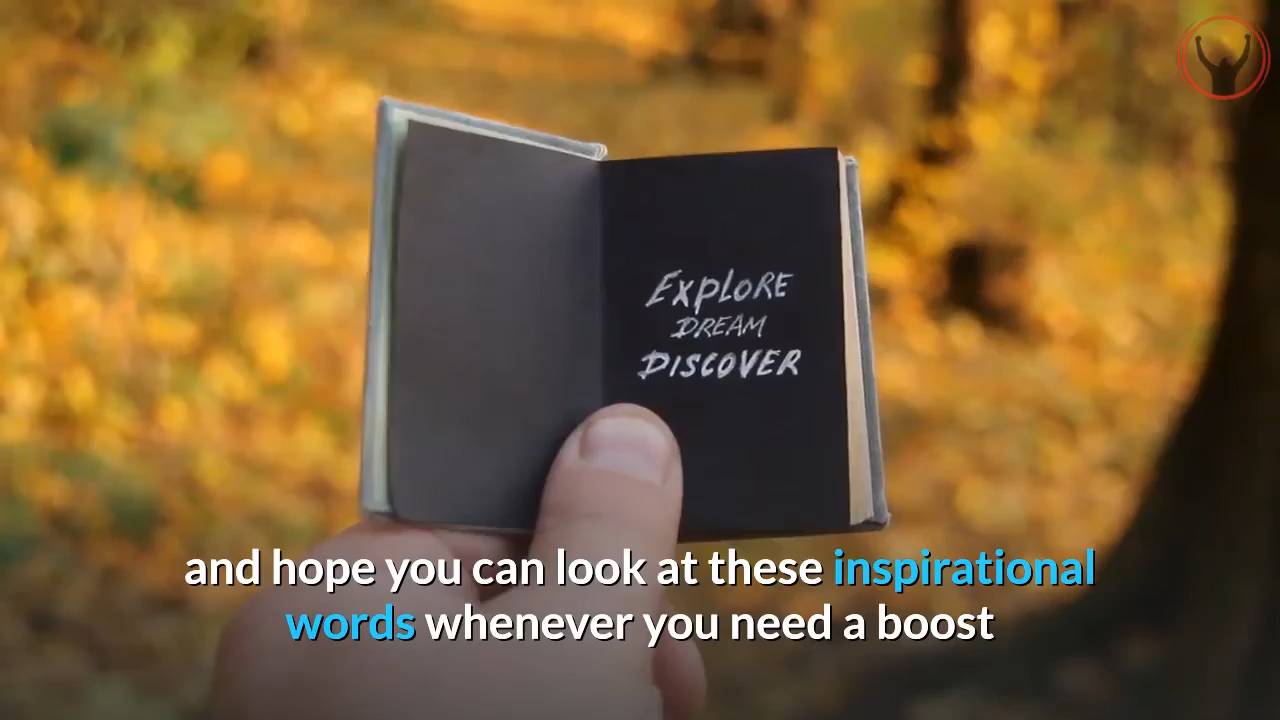 EXPLORE
DREAM
DISCOVER
and hope you can look at these inspirational
words whenever you need a boost